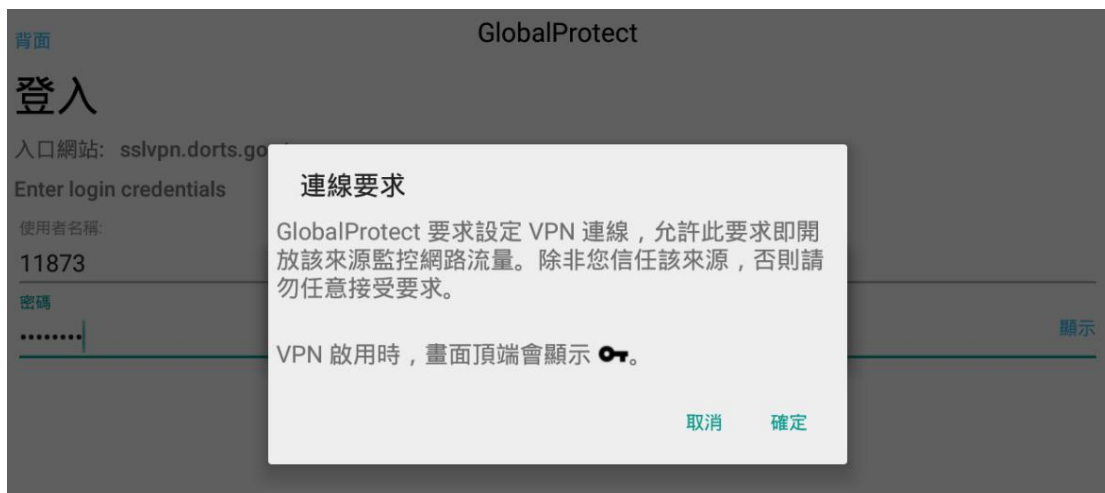 背面
GlobalProtect
登入
入口網站: sslvpn.dorts.go
Enter login credentials
使用者名稱:
11873
密碼
••••••••
顯示
連線要求
GlobalProtect 要求設定 VPN 連線，允許此要求即開
放該來源監控網路流量。除非您信任該來源，否則請
勿任意接受要求。
VPN 啟用時，畫面頂端會顯示 。
取消
確定